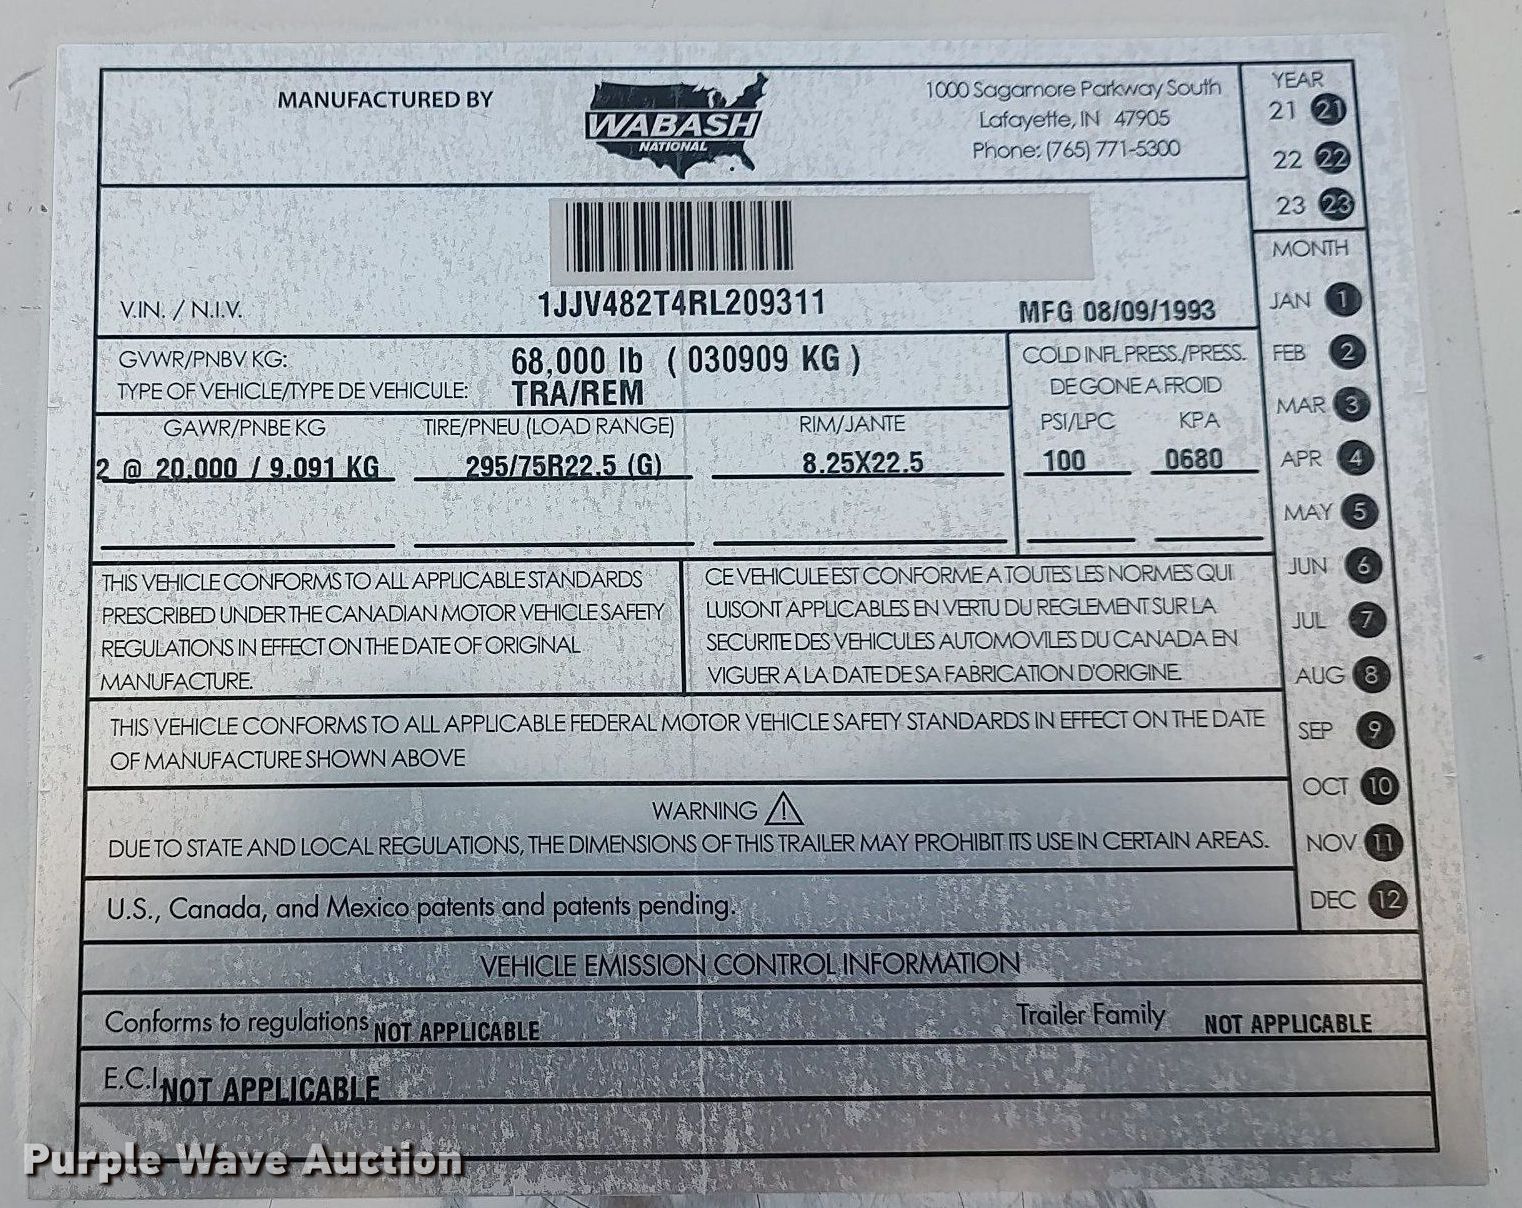 MANUFACTURED BY
WABASH
NATIONAL
1000 Sagamore Parkway South
Lafayette, IN 47905
Phone: (765) 771-5300
YEAR
21 21
22 22
23 23
V.I.N. / N.I.V.
1JJV482T4RL209311
MFG 08/09/1993
GVWR/PNBV KG:
68,000 lb ( 030909 KG )
TYPE OF VEHICLE/TYPE DE VEHICULE:
TRA/REM
COLD INFL PRESS./PRESS.
DE GONE A FROID
GAWR/PNBE KG
TIRE/PNEU (LOAD RANGE)
RIM/JANTE
PSI/LPC
KPA
2 @ 20,000 / 9,091 KG
295/75R22.5 (G)
8.25X22.5
100
0680
THIS VEHICLE CONFORMS TO ALL APPLICABLE STANDARDS
PRESCRIBED UNDER THE CANADIAN MOTOR VEHICLE SAFETY
REGULATIONS IN EFFECT ON THE DATE OF ORIGINAL
MANUFACTURE.
CE VEHICULE EST CONFORME A TOUTES LES NORMES QUI
LUI SONT APPLICABLES EN VERTU DU REGLEMENT SUR LA
SECURITE DES VEHICULES AUTOMOVILES DU CANADA EN
VIGUER A LA DATE DE SA FABRICATION D'ORIGINE.
THIS VEHICLE CONFORMS TO ALL APPLICABLE FEDERAL MOTOR VEHICLE SAFETY STANDARDS IN EFFECT ON THE DATE
OF MANUFACTURE SHOWN ABOVE
WARNING
DUE TO STATE AND LOCAL REGULATIONS, THE DIMENSIONS OF THIS TRAILER MAY PROHIBIT ITS USE IN CERTAIN AREAS.
U.S., Canada, and Mexico patents and patents pending.
MONTH
JAN 1
FEB 2
MAR 3
APR 4
MAY 5
JUN 6
JUL 7
AUG 8
SEP 9
OCT 10
NOV 11
DEC 12
VEHICLE EMISSION CONTROL INFORMATION
Conforms to regulations NOT APPLICABLE
Trailer Family NOT APPLICABLE
E.C.I. NOT APPLICABLE
Purple Wave Auction